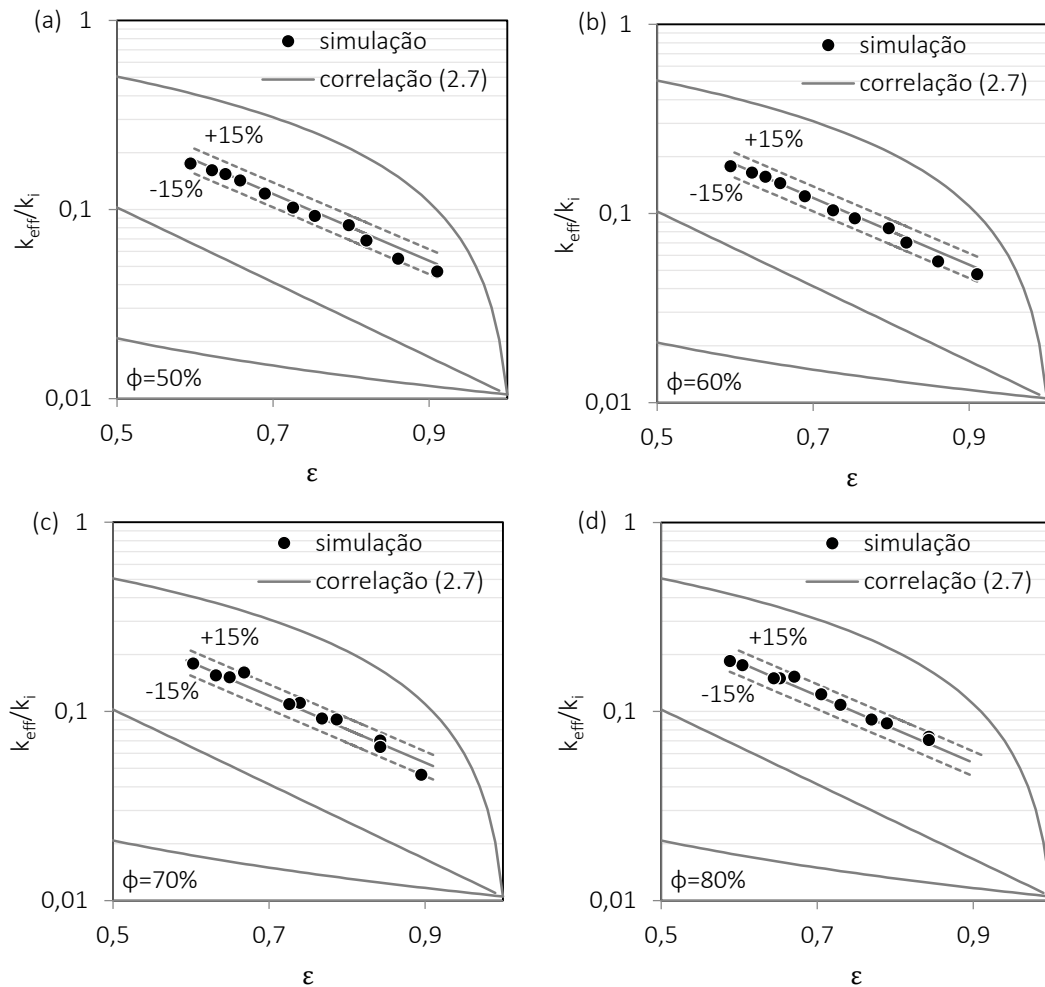 (a)
1
simulação
correlação (2.7)
+15%
-15%
0,1
k_eff/k_i
ϕ=50%
0,01
0,5 0,7 0,9
ε
(b)
1
simulação
correlação (2.7)
+15%
-15%
0,1
k_eff/k_i
ϕ=60%
0,01
0,5 0,7 0,9
ε
(c)
1
simulação
correlação (2.7)
+15%
-15%
0,1
k_eff/k_i
ϕ=70%
0,01
0,5 0,7 0,9
ε
(d)
1
simulação
correlação (2.7)
+15%
-15%
0,1
k_eff/k_i
ϕ=80%
0,01
0,5 0,7 0,9
ε